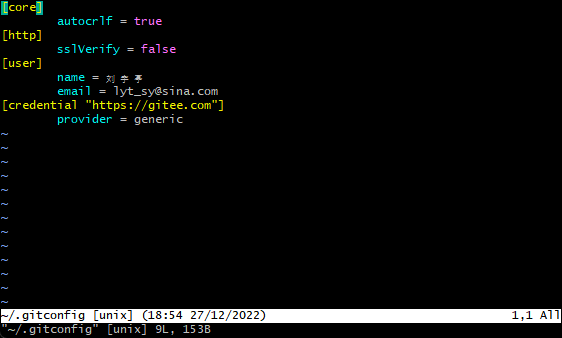 [core]
        autocrlf = true
[http]
        sslVerify = false
[user]
        name = 刘
        email = lyt_sy@sina.com
[credential "https://gitee.com"]
        provider = generic
~
~
~
~
~
~
~
~
~
~
~
~
~
~/.gitconfig [unix] (18:54 27/12/2022) 1,1 All
"~/.gitconfig" [unix] 9L, 153B